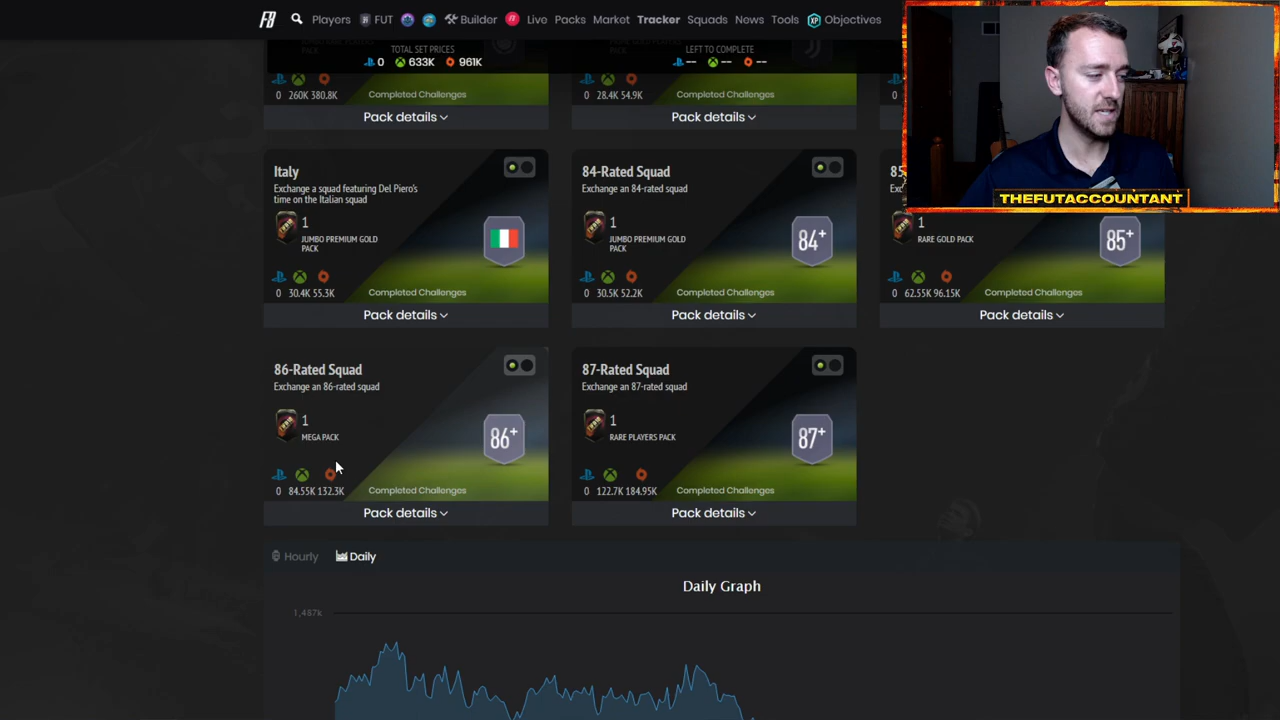 Players FUT Builder Live Packs Market Tracker Squads News Tools XP Objectives
TOTAL SET PRICES
0 633K 961K
LEFT TO COMPLETE
-- -- --
0 260K 380.8K Completed Challenges
Pack details
0 28.4K 54.9K Completed Challenges
Pack details
Italy
Exchange a squad featuring Del Piero's
time on the Italian squad
1
JUMBO PREMIUM GOLD
PACK
0 30.4K 55.3K Completed Challenges
Pack details
84-Rated Squad
Exchange an 84-rated squad
1
JUMBO PREMIUM GOLD
PACK
84+
0 30.5K 52.2K Completed Challenges
Pack details
1
RARE GOLD PACK
85+
0 62.55K 96.15K Completed Challenges
Pack details
THEFUTACCOUNTANT
86-Rated Squad
Exchange an 86-rated squad
1
MEGA PACK
86+
0 84.55K 132.3K Completed Challenges
Pack details
87-Rated Squad
Exchange an 87-rated squad
1
RARE PLAYERS PACK
87+
0 122.7K 184.95K Completed Challenges
Pack details
Hourly Daily
Daily Graph
1,487k